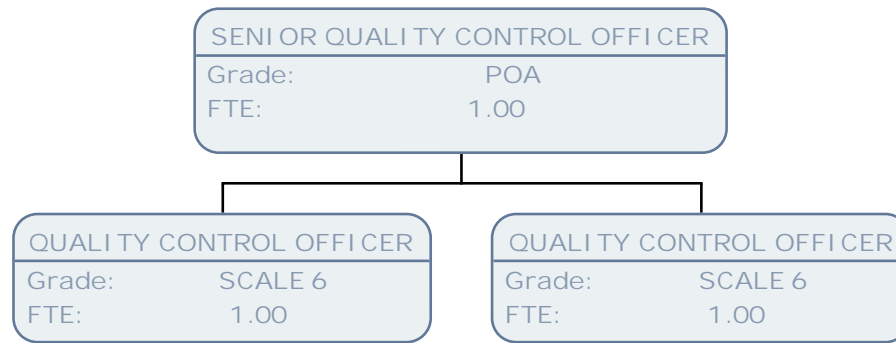 SENIOR QUALITY CONTROL OFFICER
Grade: POA
FTE: 1.00
QUALITY CONTROL OFFICER
Grade: SCALE 6
FTE: 1.00
QUALITY CONTROL OFFICER
Grade: SCALE 6
FTE: 1.00